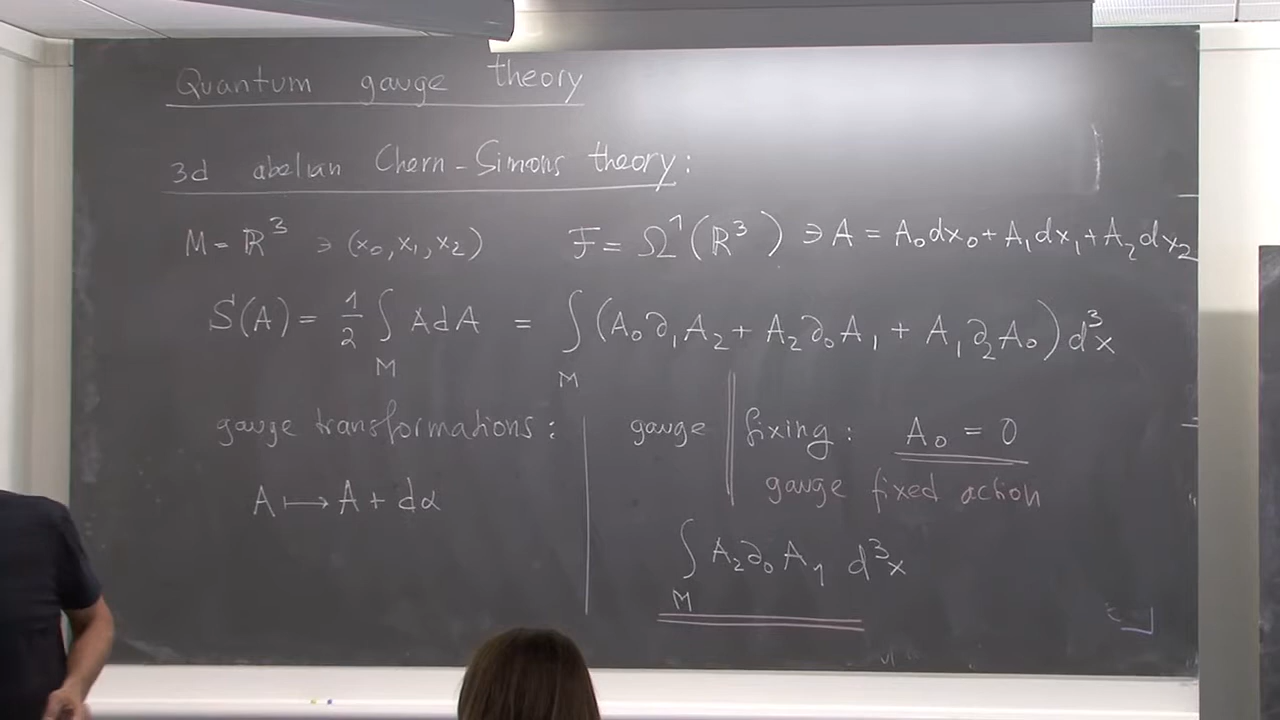 Quantum gauge theory
3d abelian Chern-Simons theory:
M = ℝ³ ∋ (x₀, x₁, x₂)   F = Ω¹(ℝ³) ∋ A = A₀dx₀ + A₁dx₁ + A₂dx₂
S(A) = 1/2 ∫_M AdA = ∫_M (A₀∂₁A₂ + A₂∂₀A₁ + A₁∂₂A₀) d³x
gauge transformations:
A ↦ A + dα
gauge fixing: A₀ = 0
gauge fixed action
∫_M A₂∂₀A₁ d³x